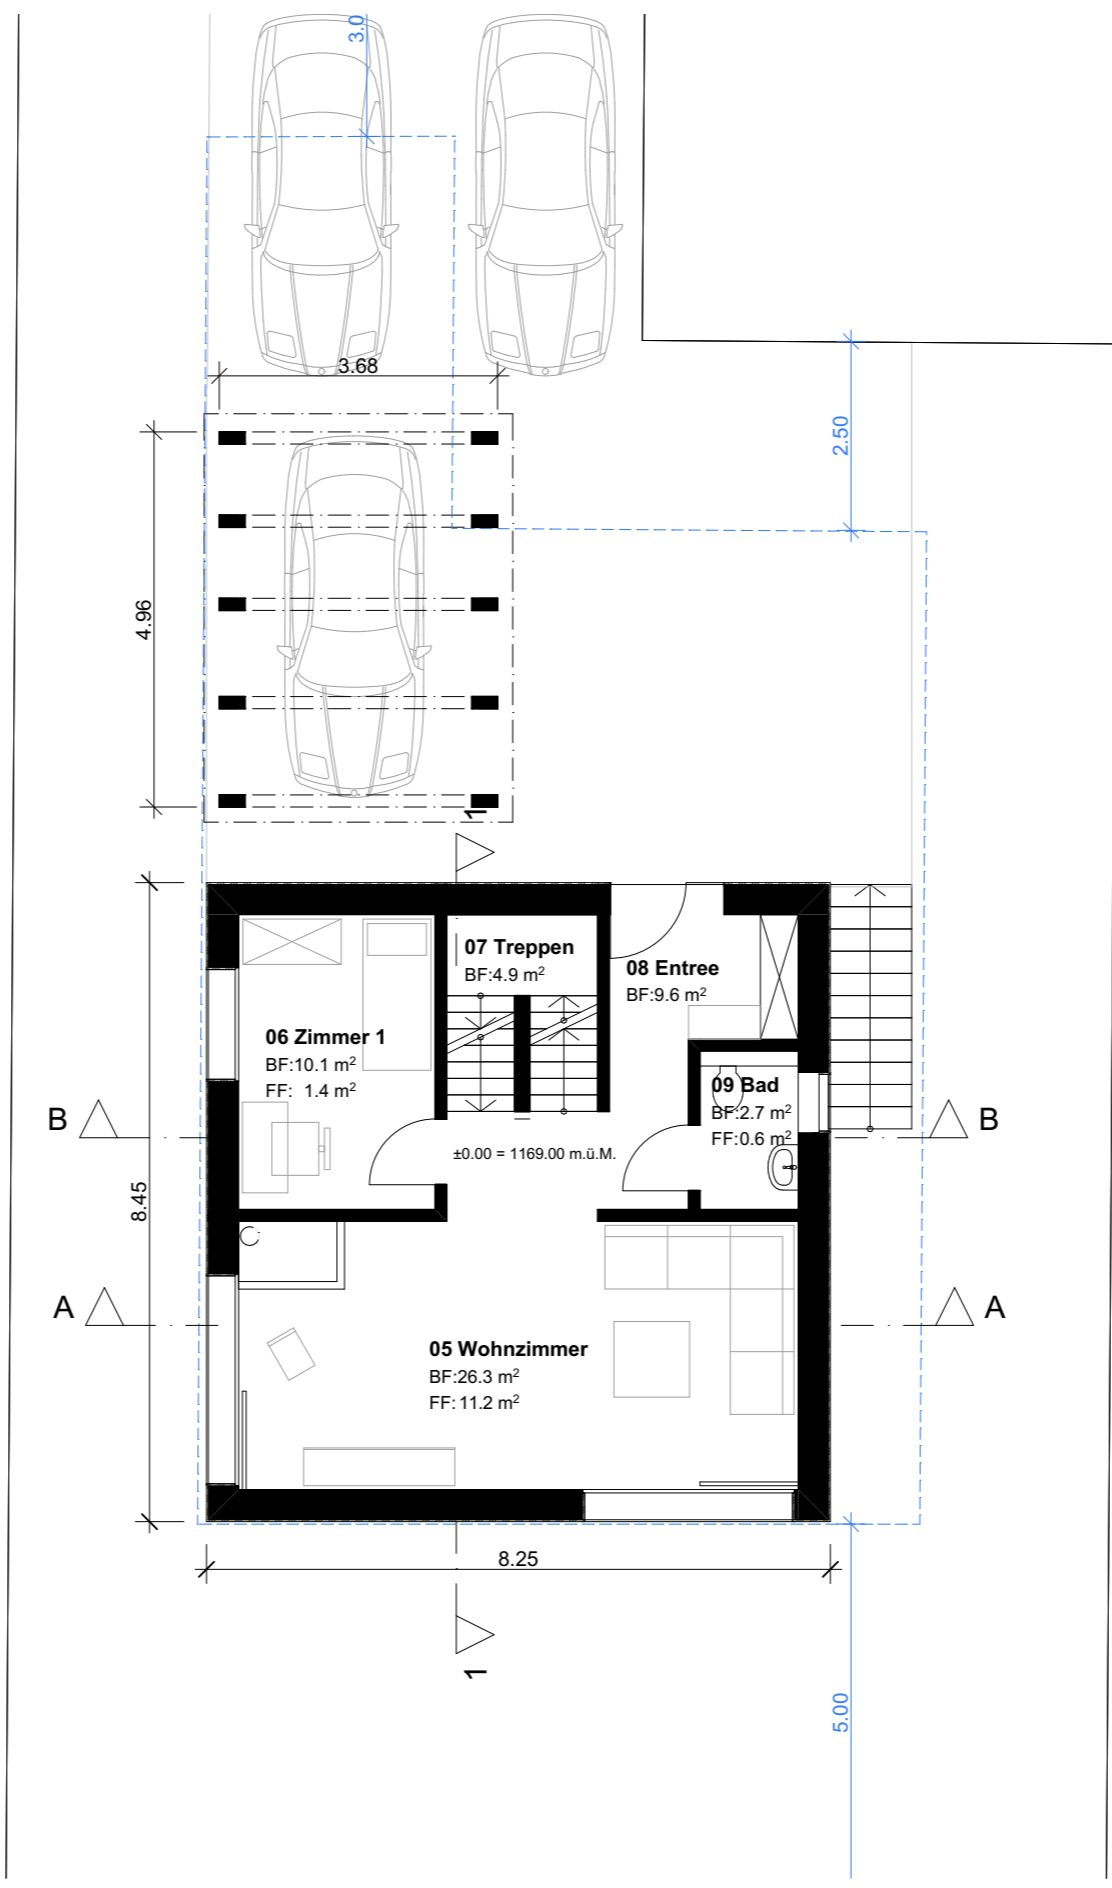 3.0
3.68
2.50
4.96
1
07 Treppen
BF:4.9 m²
08 Entree
BF:9.6 m²
06 Zimmer 1
BF:10.1 m²
FF: 1.4 m²
09 Bad
BF:2.7 m²
FF:0.6 m²
B
B
±0.00 = 1169.00 m.ü.M.
8.45
A
A
05 Wohnzimmer
BF:26.3 m²
FF: 11.2 m²
8.25
1
5.00